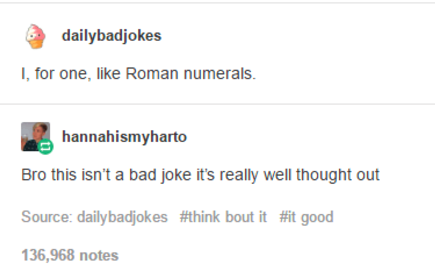 dailybadjokes
I, for one, like Roman numerals.
hannahismyharto
Bro this isn't a bad joke it's really well thought out
Source: dailybadjokes #think bout it #it good
136,968 notes